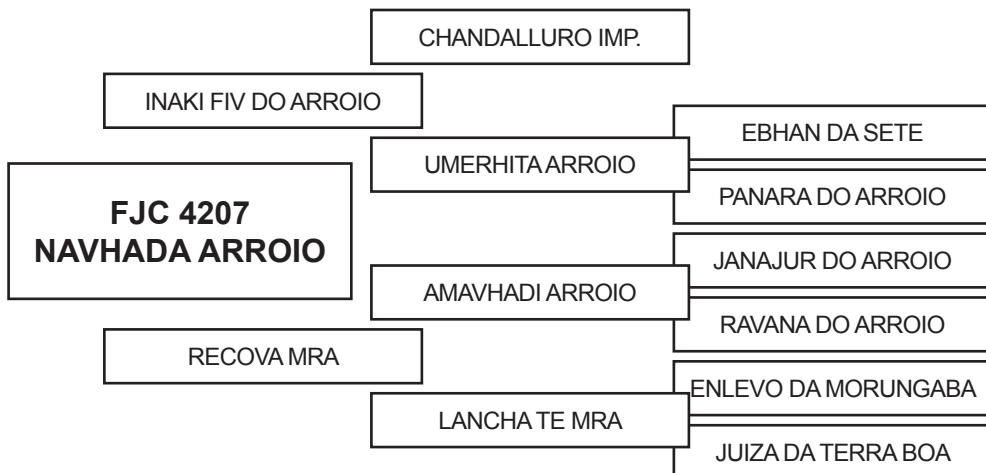 CHANDALLURO IMP.
INAKI FIV DO ARROIO
EBHAN DA SETE
UMERHITA ARROIO
PANARA DO ARROIO
FJC 4207
NAVHADA ARROIO
JANAJUR DO ARROIO
AMAVHADI ARROIO
RAVANA DO ARROIO
RECOVA MRA
ENLEVO DA MORUNGABA
LANCHA TE MRA
JUIZA DA TERRA BOA